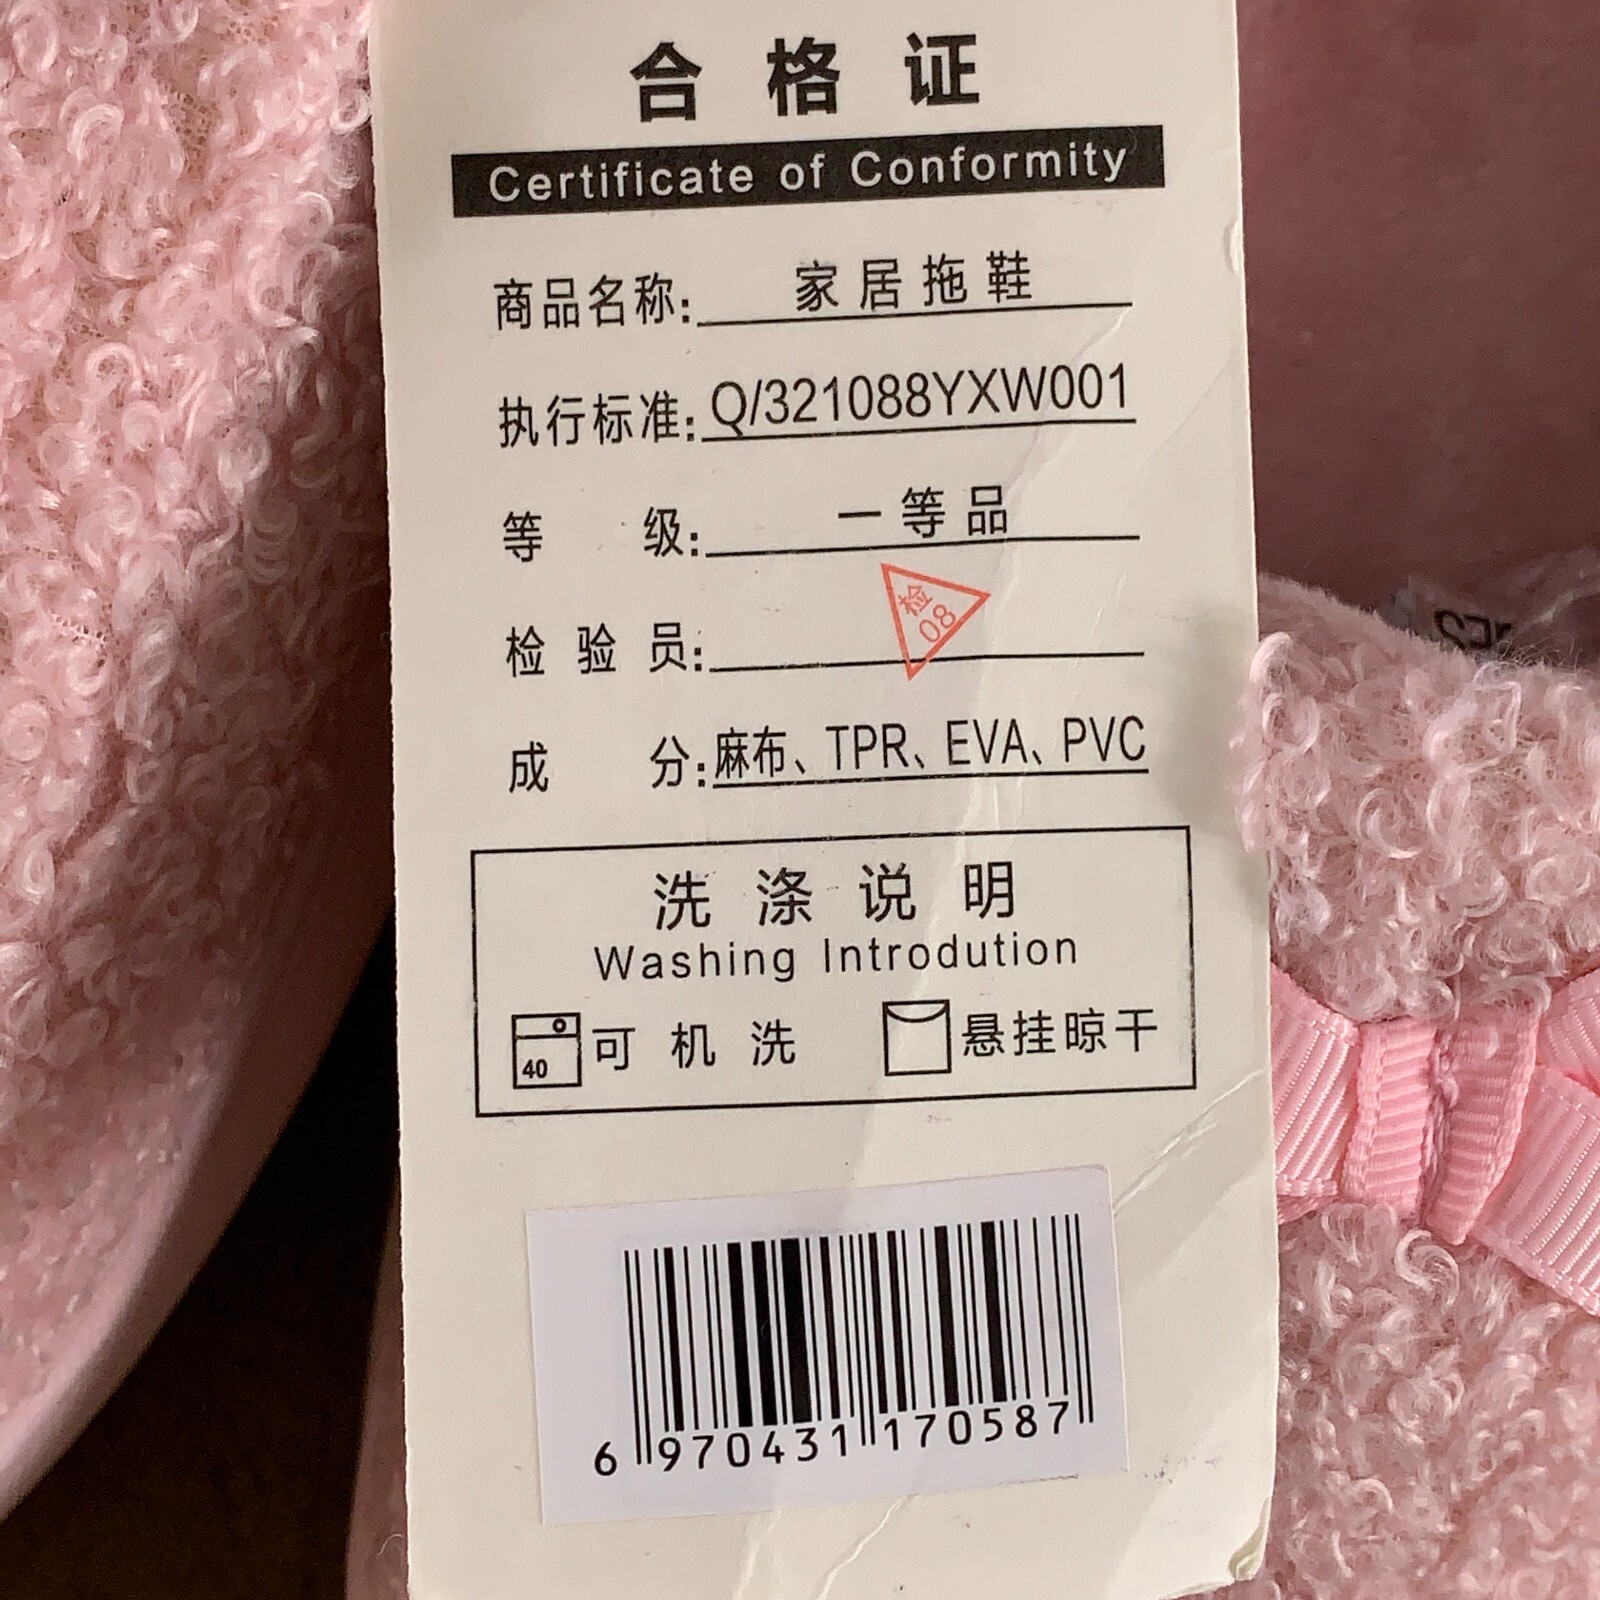 合格证
Certificate of Conformity
商品名称: 家居拖鞋
执行标准: Q/321088YXW001
等级: 一等品
检验员: 检 08
成分: 麻布、TPR、EVA、PVC
洗涤说明
Washing Introdution
40 可机洗 悬挂晾干
6 970431 170587